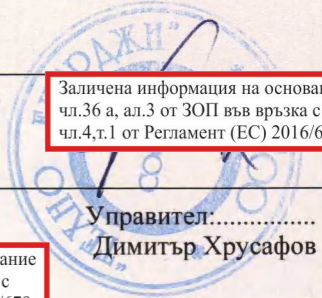 Заличена информация на основан
чл.36 а, ал.3 от ЗОП във връзка с
чл.4,т.1 от Регламент (ЕС) 2016/6
Управител:...............
Димитър Хрусафов
ание
с